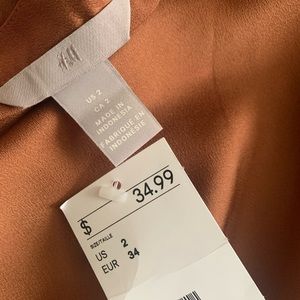 H&M
US 2
CA 2
MADE IN
INDONESIA
FABRIQUÉ EN
INDONÉSIE
$ 34.99
SIZE/TAILLE
US 2
EUR 34